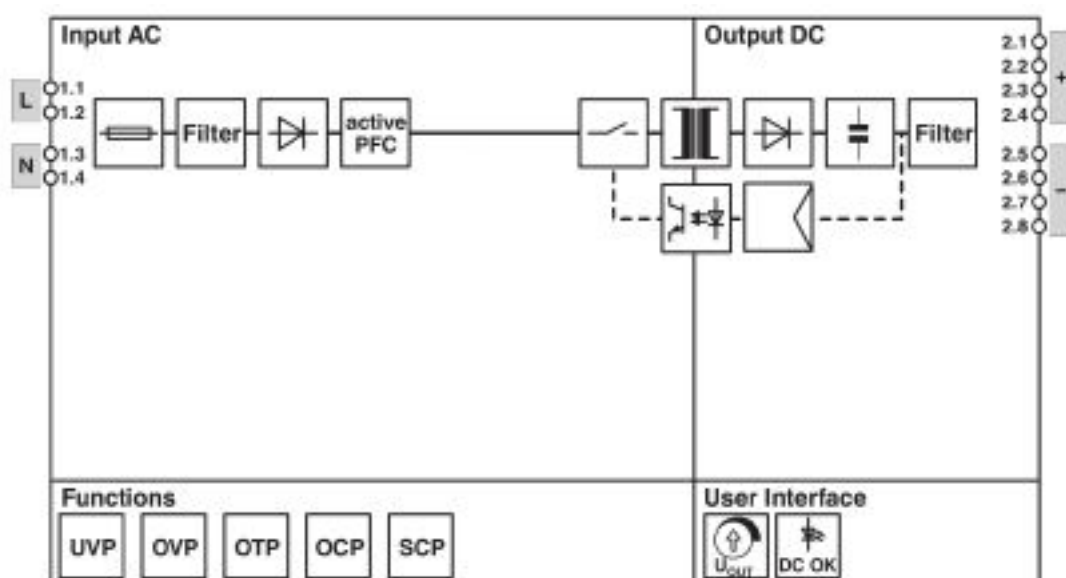 Input AC
Output DC
L
1.1
1.2
N
1.3
1.4
Filter
active
PFC
Filter
2.1
2.2
2.3
2.4
+
2.5
2.6
2.7
2.8
–
Functions
UVP
OVP
OTP
OCP
SCP
User Interface
UOUT
DC OK